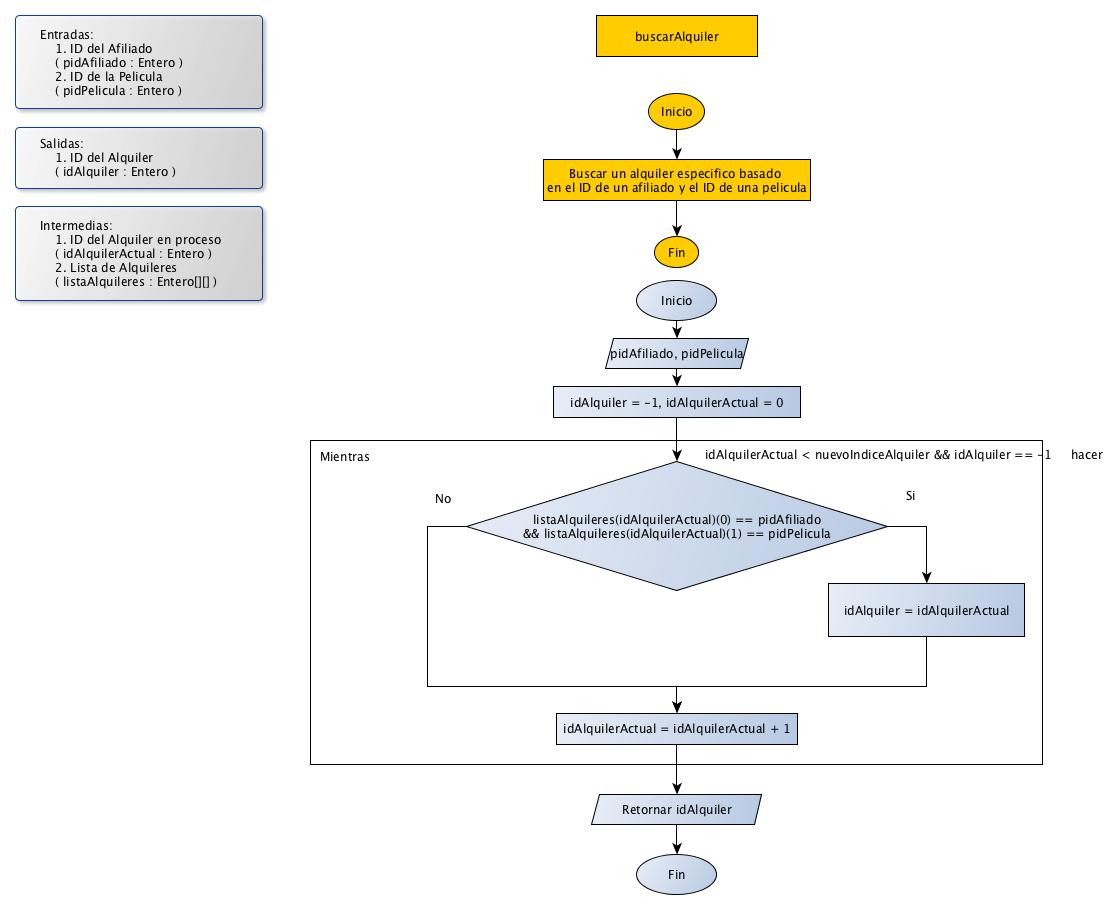 Entradas:
1. ID del Afiliado
( pidAfiliado : Entero )
2. ID de la Pelicula
( pidPelicula : Entero )
Salidas:
1. ID del Alquiler
( idAlquiler : Entero )
Intermedias:
1. ID del Alquiler en proceso
( idAlquilerActual : Entero )
2. Lista de Alquileres
( listaAlquileres : Entero[][] )
buscarAlquiler
Inicio
Buscar un alquiler especifico basado
en el ID de un afiliado y el ID de una pelicula
Fin
Inicio
pidAfiliado, pidPelicula
idAlquiler = -1, idAlquilerActual = 0
Mientras
idAlquilerActual < nuevoIndiceAlquiler && idAlquiler == -1 hacer
No
Si
listaAlquileres(idAlquilerActual)(0) == pidAfiliado
&& listaAlquileres(idAlquilerActual)(1) == pidPelicula
idAlquiler = idAlquilerActual
idAlquilerActual = idAlquilerActual + 1
Retornar idAlquiler
Fin